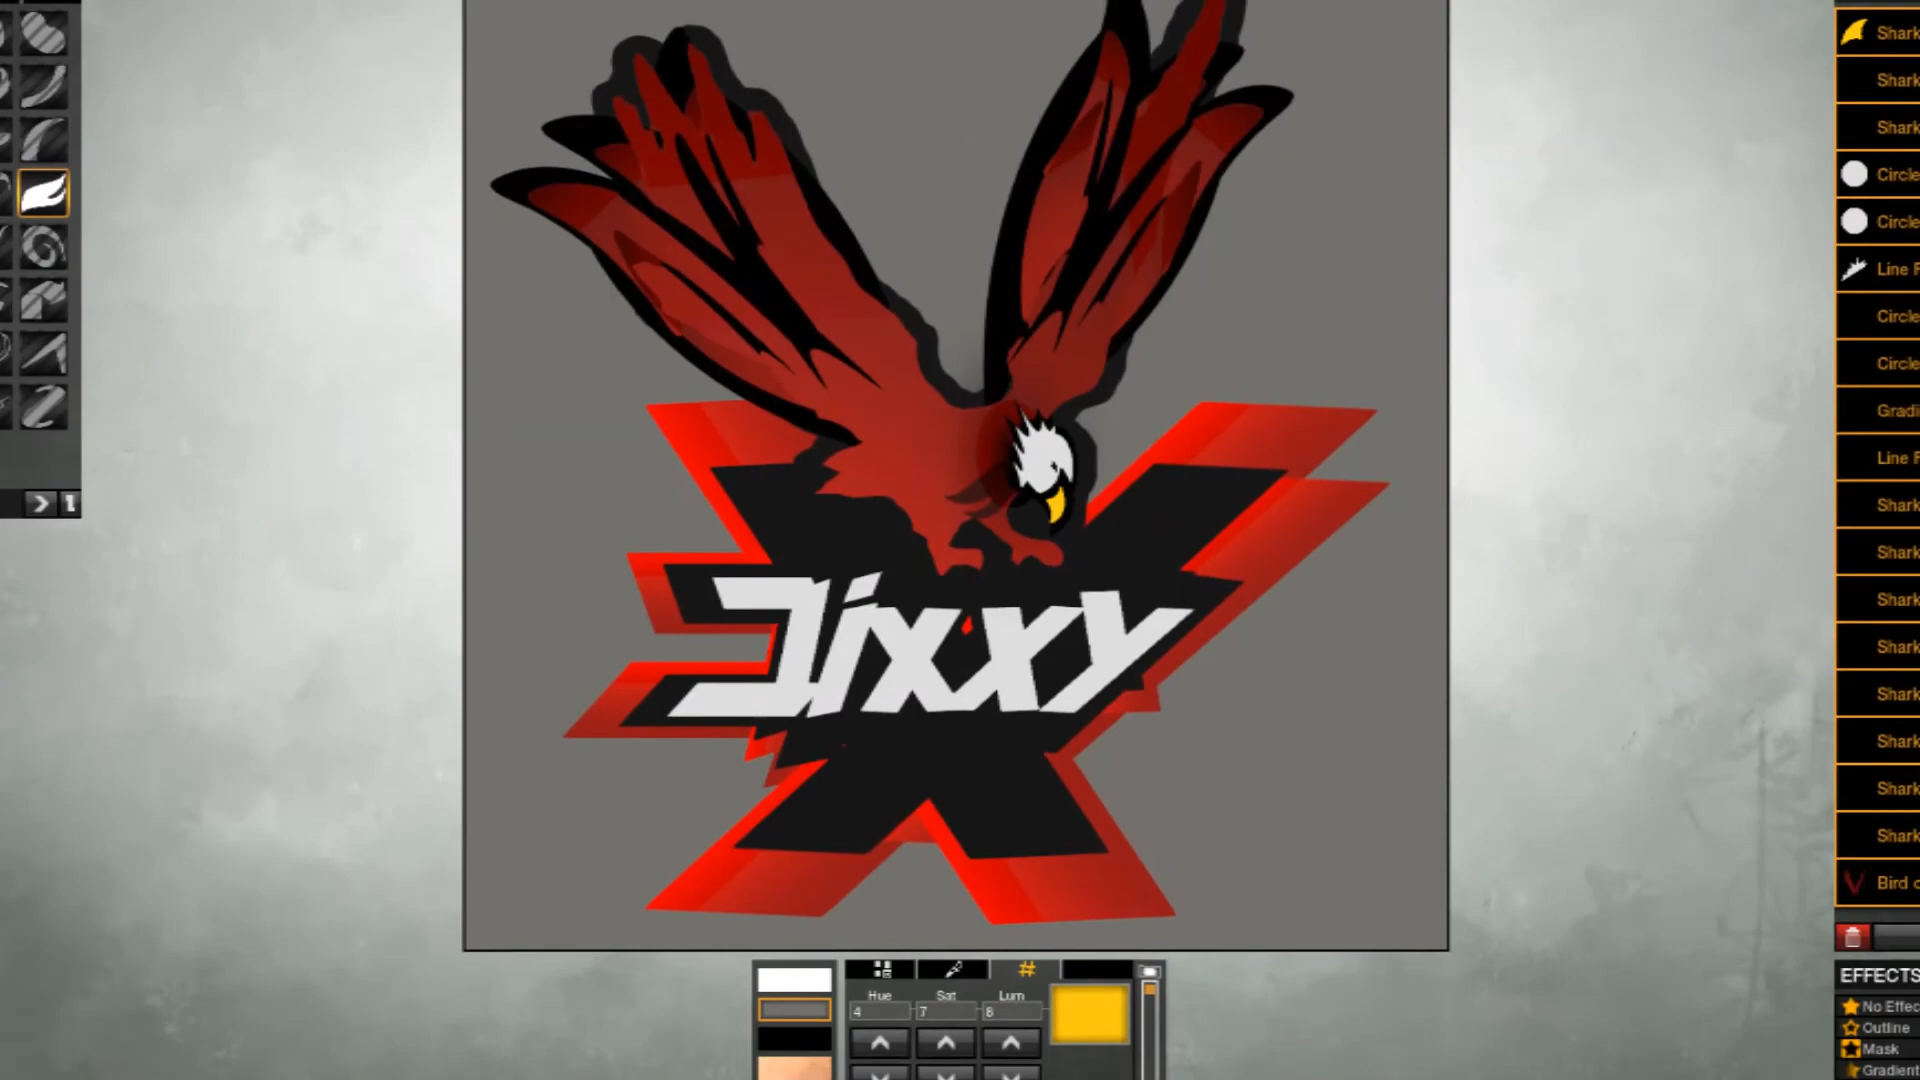 Shark
Shark
Shark
Circle
Circle
Line F
Circle
Circle
Gradi
Line F
Shark
Shark
Shark
Shark
Shark
Shark
Shark
Shark
Bird o
1
Jixxy
EFFECTS
No Effec
Outline
Mask
Gradient
#
Hue Sat Lum
4 7 8